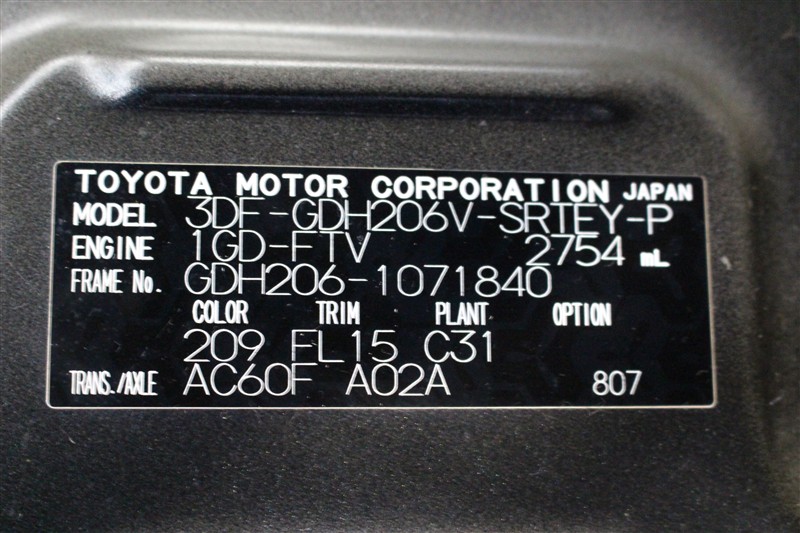 TOYOTA MOTOR CORPORATION JAPAN
MODEL 3DF-GDH206V-SRTEY-P
ENGINE 1GD-FTV 2754 mL
FRAME No. GDH206-1071840
COLOR TRIM PLANT OPTION
209 FL15 C31
TRANS./AXLE AC60F A02A 807